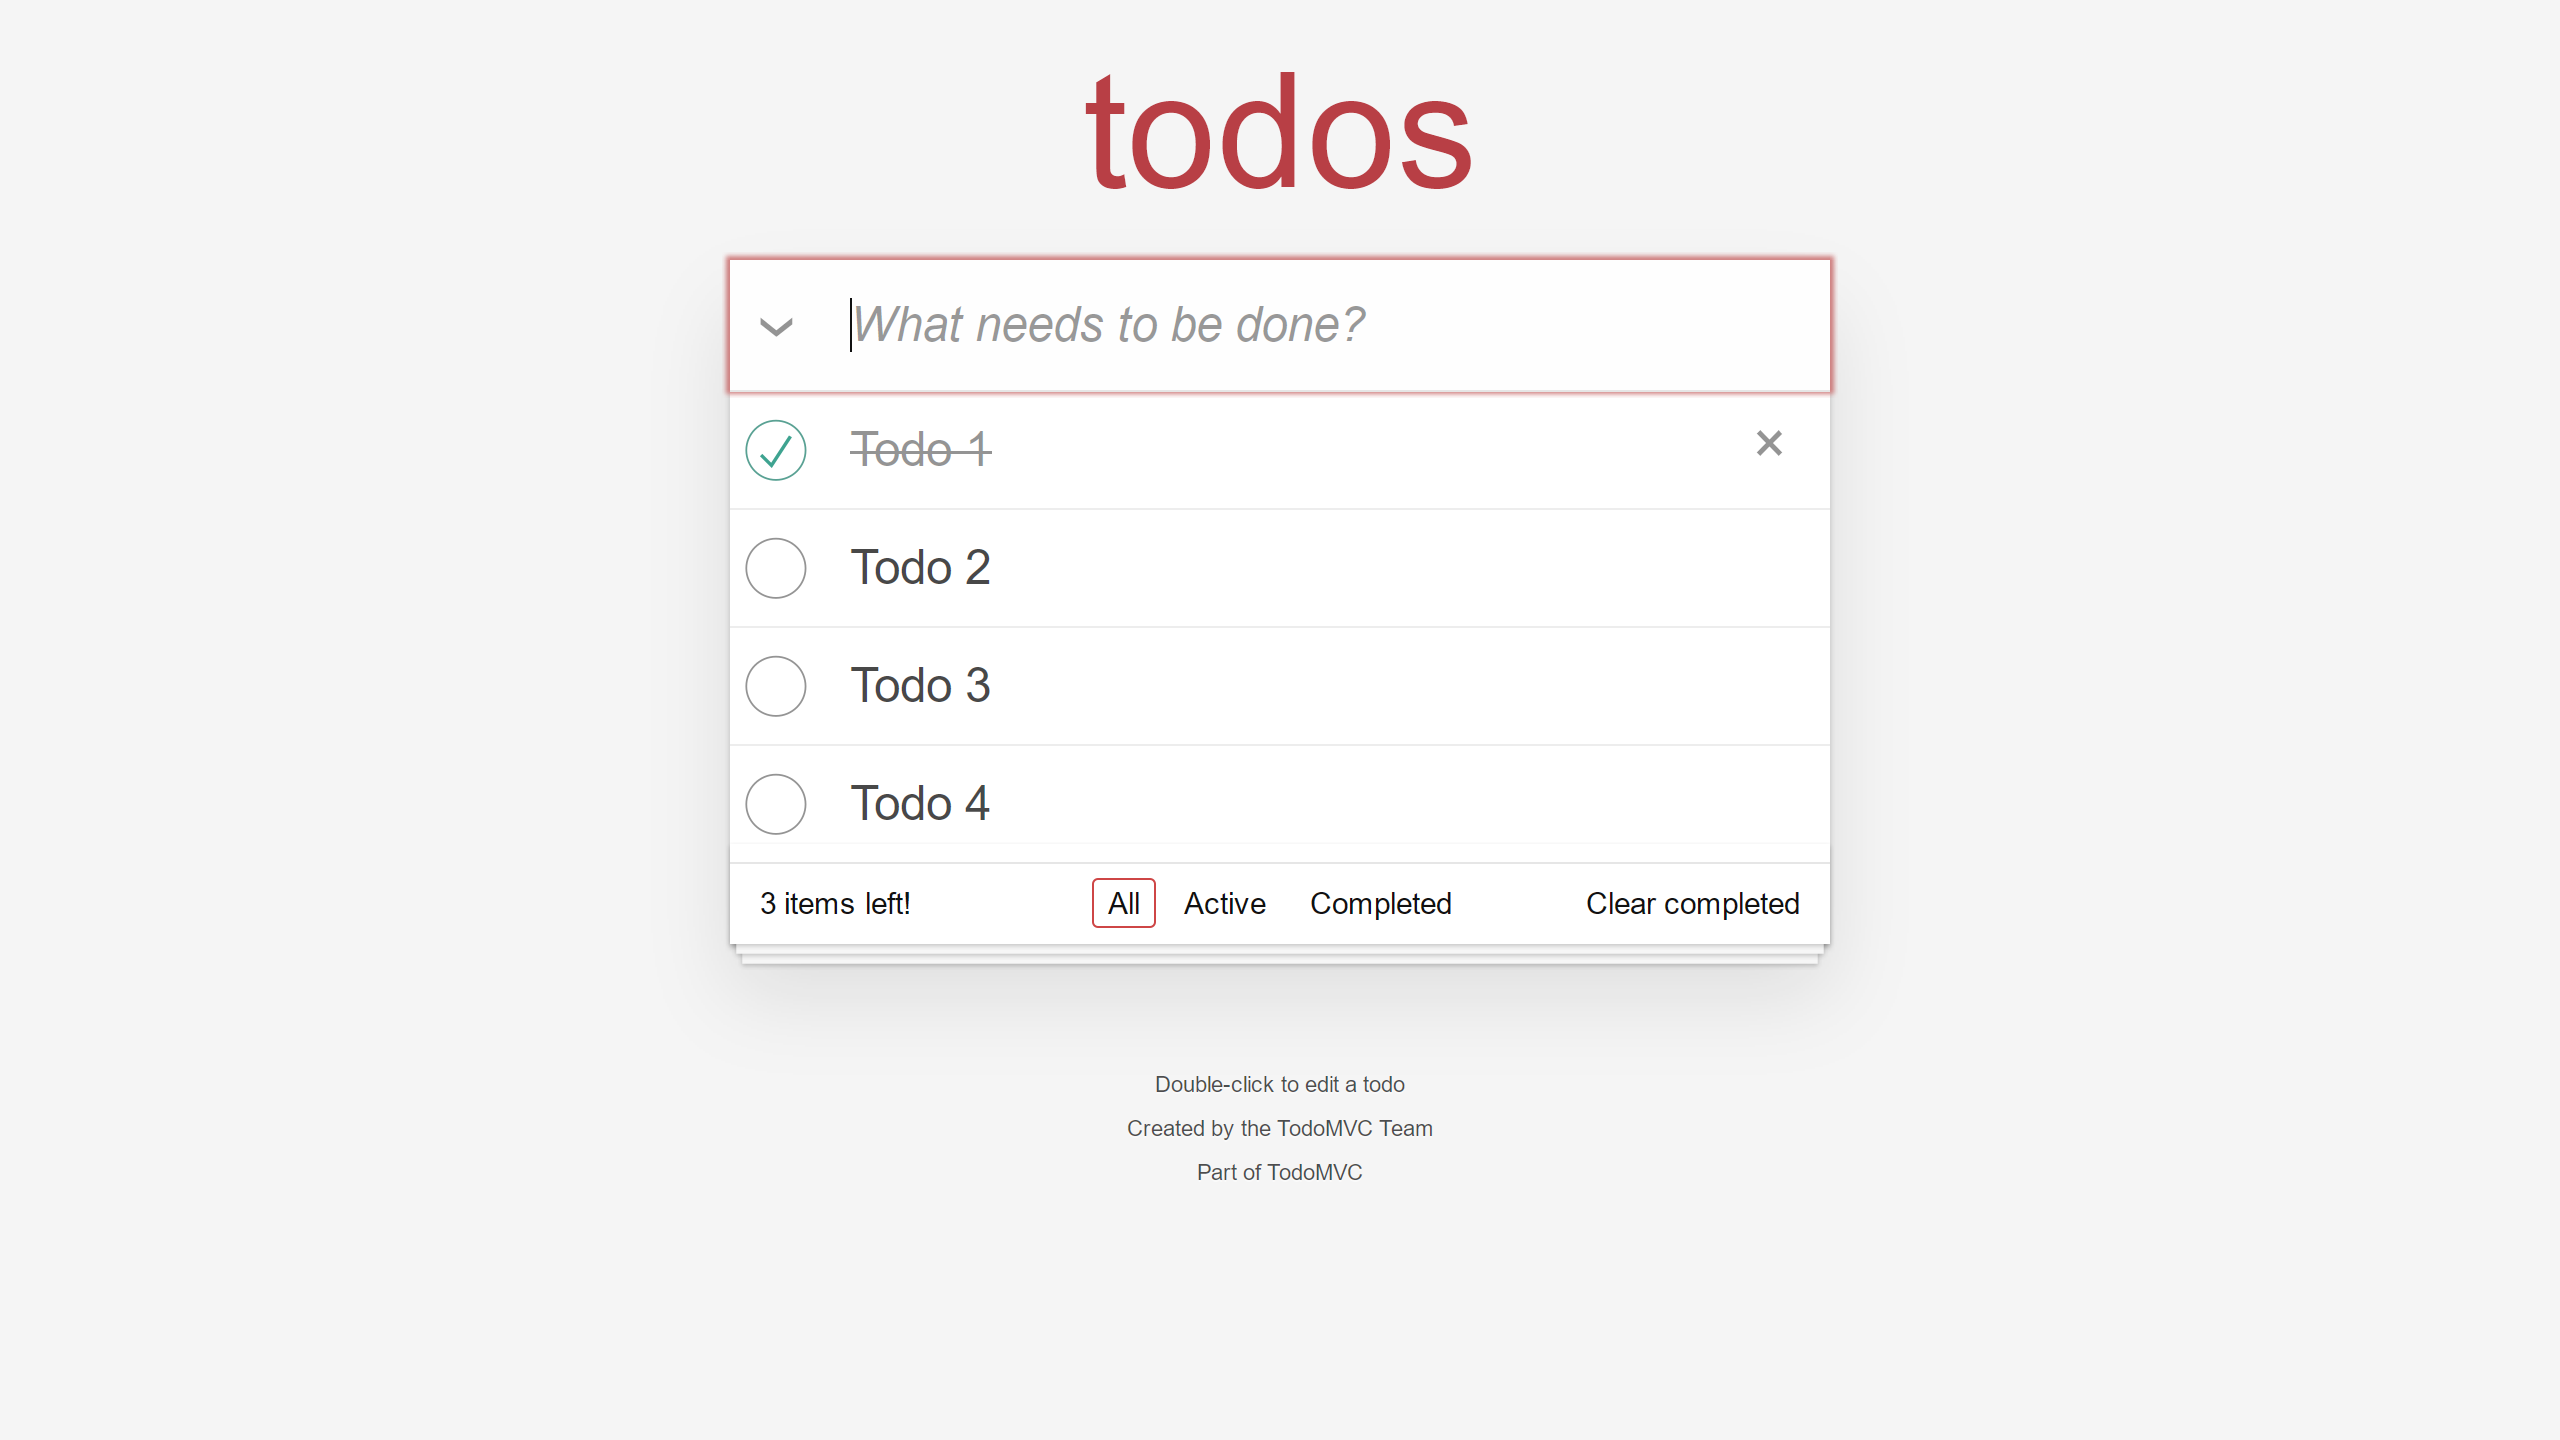 todos
What needs to be done?
Todo 1
Todo 2
Todo 3
Todo 4
3 items left! All Active Completed Clear completed
Double-click to edit a todo
Created by the TodoMVC Team
Part of TodoMVC